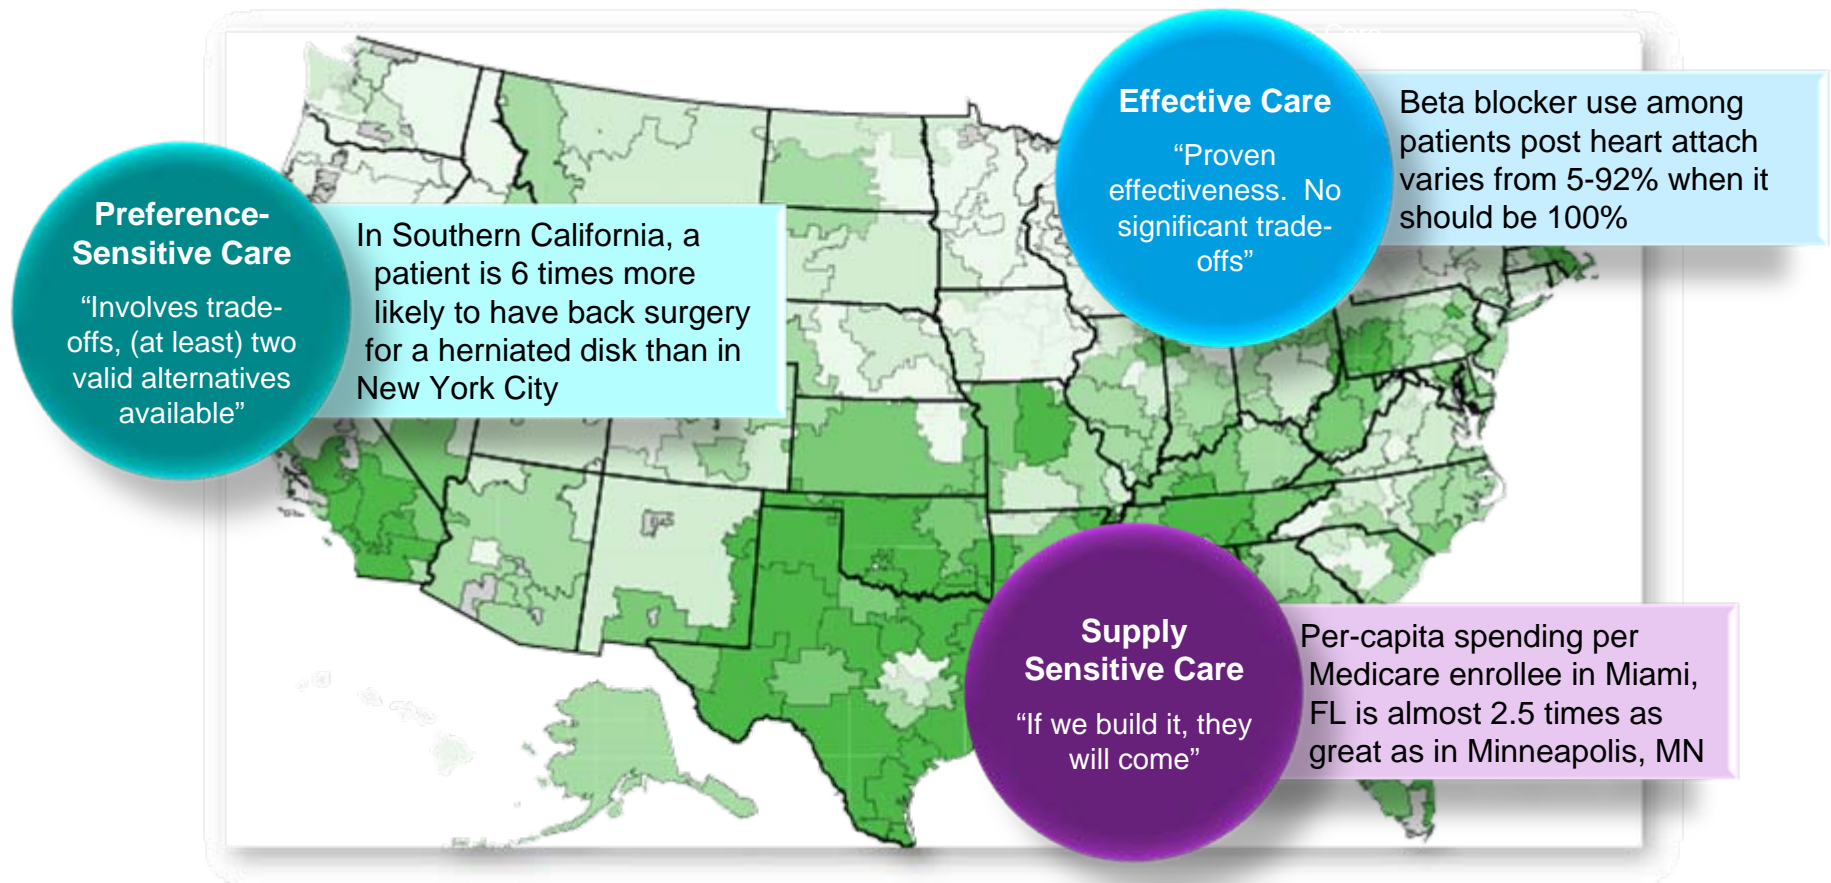 Preference-
Sensitive Care
“Involves trade-
offs, (at least) two
valid alternatives
available”
In Southern California, a
patient is 6 times more
likely to have back surgery
for a herniated disk than in
New York City
Effective Care
“Proven
effectiveness.  No
significant trade-
offs”
Care
Beta blocker use among
patients post heart attach
varies from 5-92% when it
should be 100%
Supply
Sensitive Care
“If we build it, they
will come”
Per-capita spending per
Medicare enrollee in Miami,
FL is almost 2.5 times as
great as in Minneapolis, MN